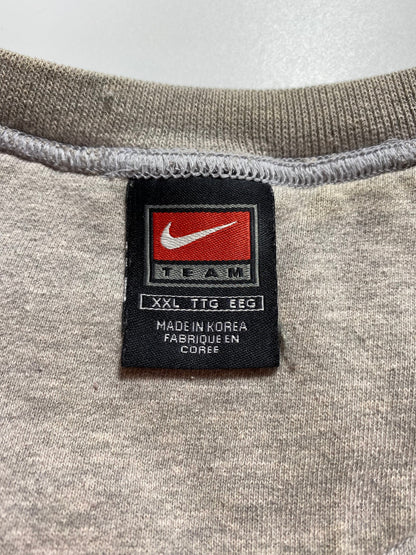 TEAM
XXL TTG EEG
MADE IN KOREA
FABRIQUE EN
COREE